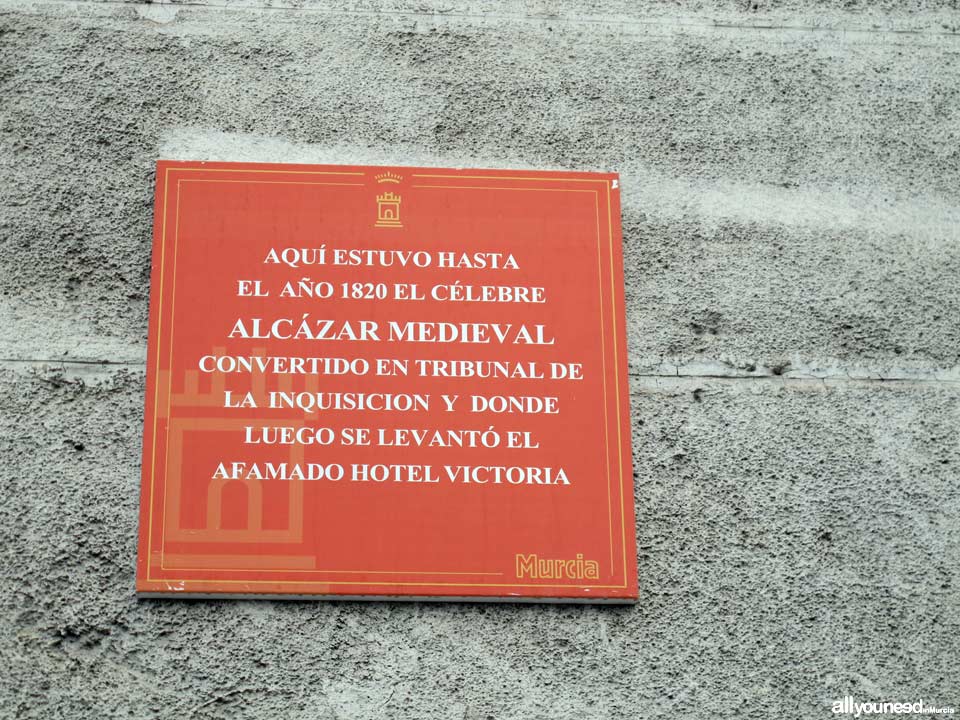 AQUÍ ESTUVO HASTA
EL AÑO 1820 EL CÉLEBRE
ALCÁZAR MEDIEVAL
CONVERTIDO EN TRIBUNAL DE
LA INQUISICION Y DONDE
LUEGO SE LEVANTÓ EL
AFAMADO HOTEL VICTORIA
Murcia
allyouneedinMurcia